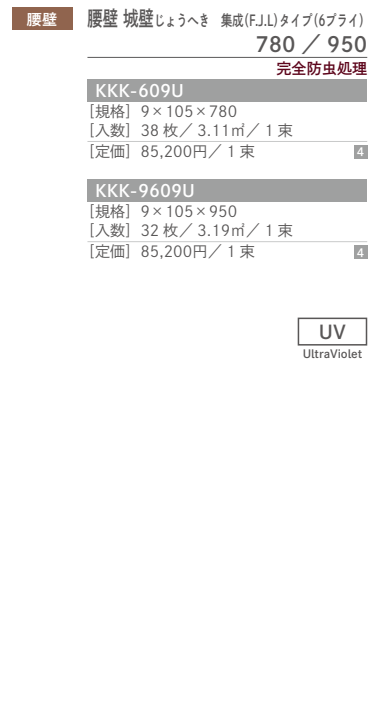 腰壁
腰壁 城壁じょうへき 集成(F.J.L)タイプ(6プライ)
780 ／ 950
完全防虫処理
KKK-609U
[規格] 9×105×780
[入数] 38 枚／ 3.11㎡／ 1 束
[定価] 85,200円／ 1 束
4
KKK-9609U
[規格] 9×105×950
[入数] 32 枚／ 3.19㎡／ 1 束
[定価] 85,200円／ 1 束
4
UV
UltraViolet